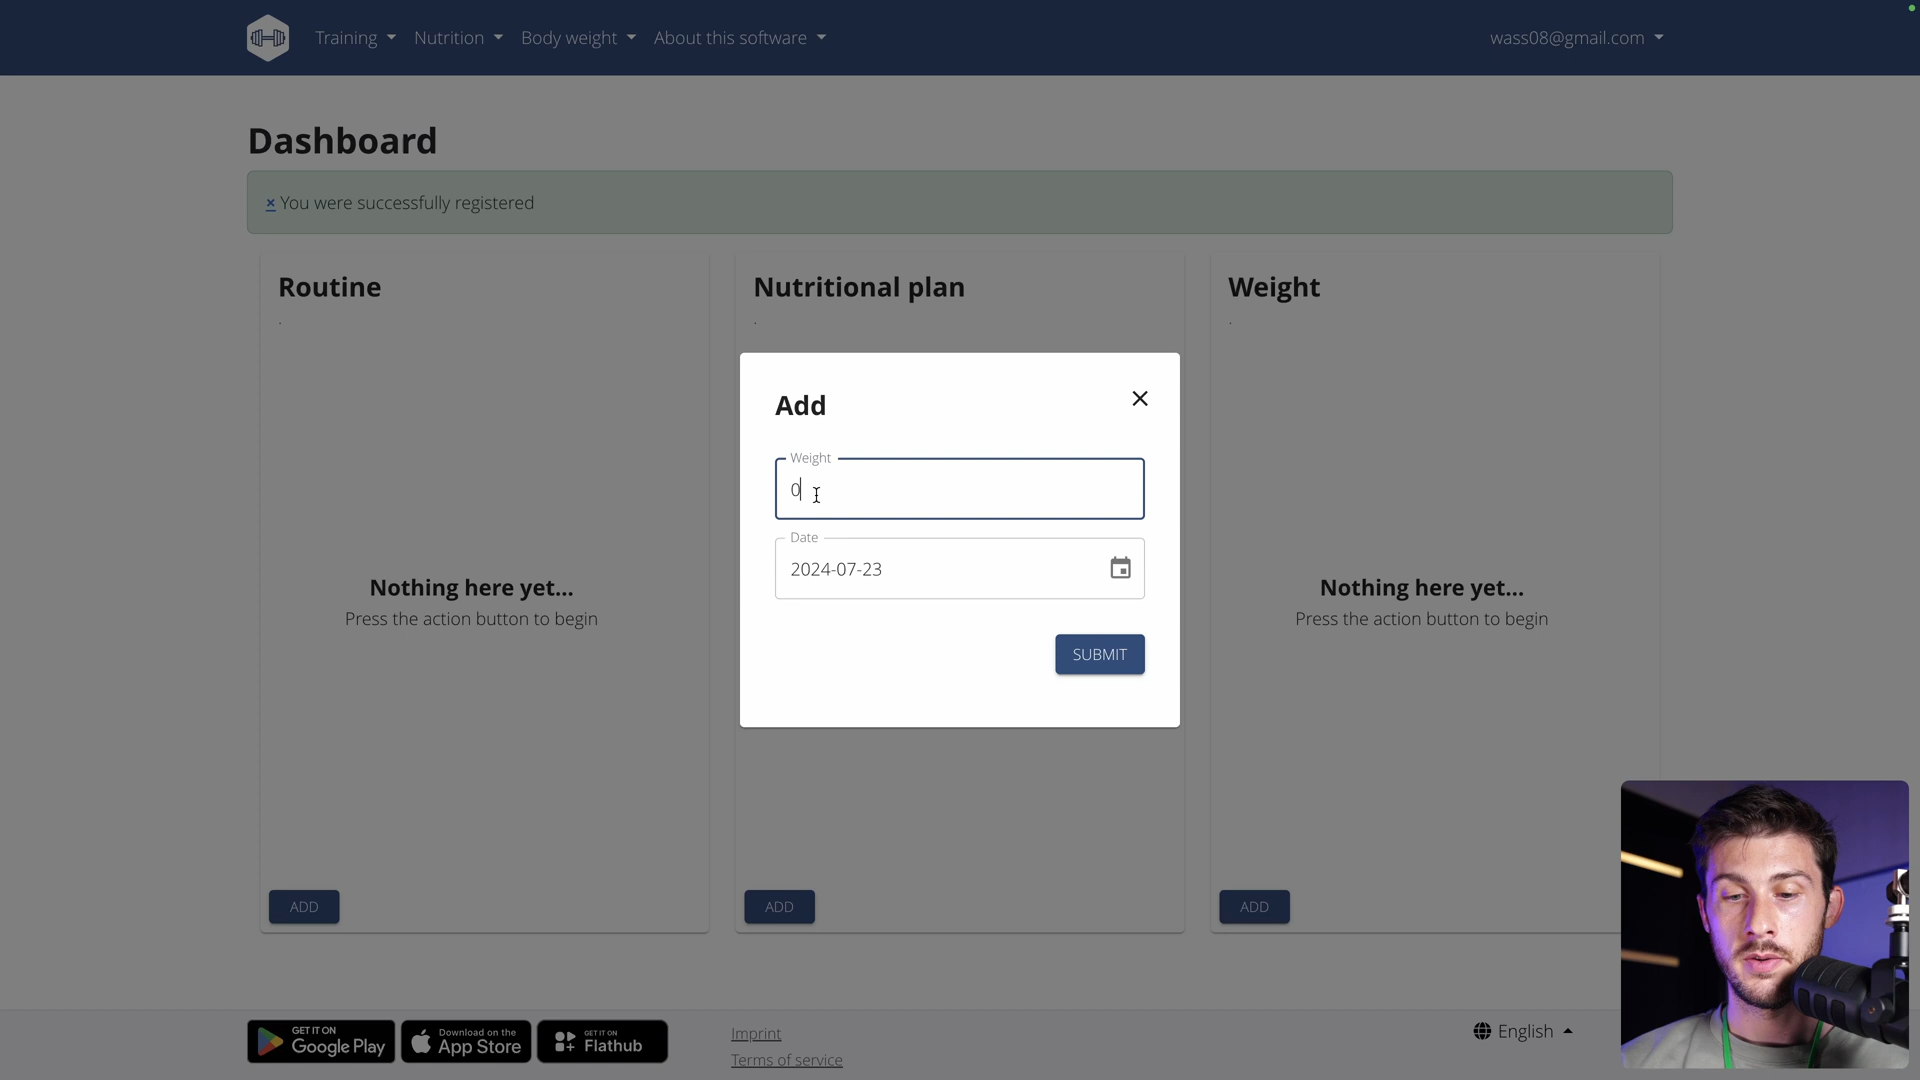 Training Nutrition Body weight About this software wass08@gmail.com
Dashboard
× You were successfully registered
Routine
.
Nutritional plan
.
Weight
.
Add
Weight
0
Date
2024-07-23
SUBMIT
Nothing here yet...
Press the action button to begin
Nothing here yet...
Press the action button to begin
ADD
ADD
ADD
GET IT ON
Google Play
Download on the
App Store
GET IT ON
Flathub
Imprint
Terms of service
English